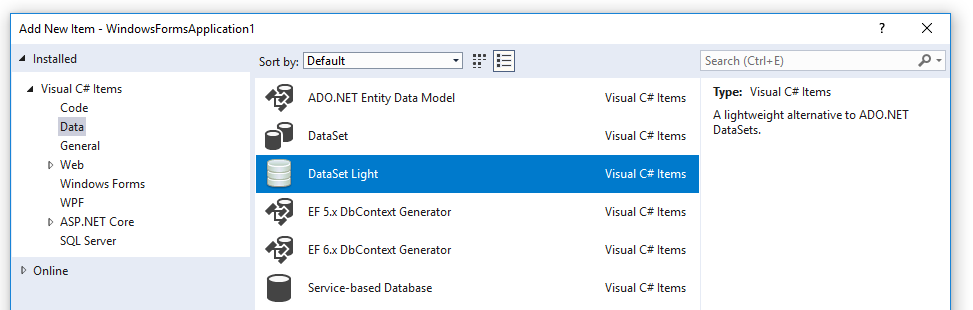 Add New Item - WindowsFormsApplication1
?
Installed
Sort by: Default
Search (Ctrl+E)
Visual C# Items
Code
Data
General
Web
Windows Forms
WPF
ASP.NET Core
SQL Server
Online
ADO.NET Entity Data Model Visual C# Items
DataSet Visual C# Items
DataSet Light Visual C# Items
EF 5.x DbContext Generator Visual C# Items
EF 6.x DbContext Generator Visual C# Items
Service-based Database Visual C# Items
Type: Visual C# Items
A lightweight alternative to ADO.NET
DataSets.